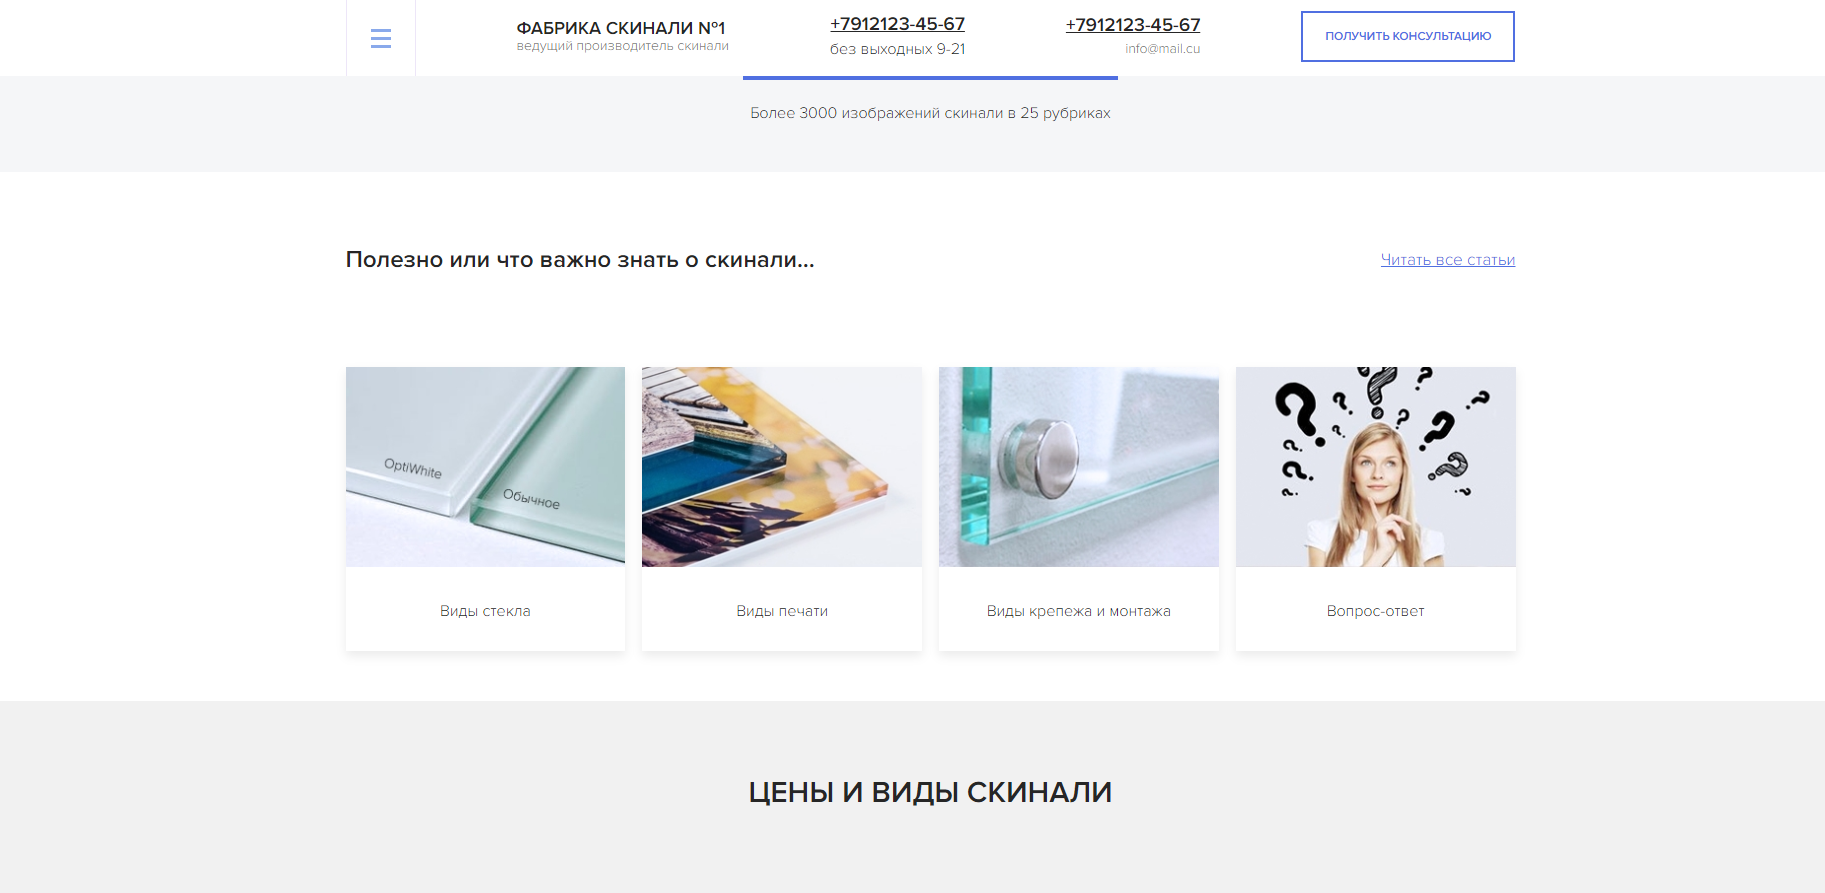 ФАБРИКА СКИНАЛИ №1
ведущий производитель скинали
+7912123-45-67
без выходных 9-21
+7912123-45-67
info@mail.cu
ПОЛУЧИТЬ КОНСУЛЬТАЦИЮ
Более 3000 изображений скинали в 25 рубриках
Полезно или что важно знать о скинали...
Читать все статьи
OptiWhite
Обычное
Виды стекла
Виды печати
Виды крепежа и монтажа
Вопрос-ответ
ЦЕНЫ И ВИДЫ СКИНАЛИ